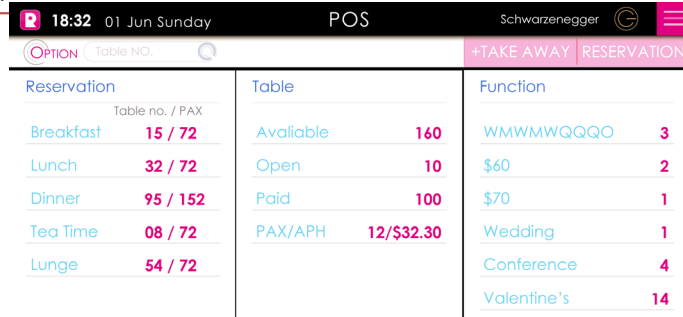 R 18:32 01 Jun Sunday POS Schwarzenegger
OPTION Table NO. +TAKE AWAY RESERVATION
Reservation
Table no. / PAX
Breakfast 15 / 72
Lunch 32 / 72
Dinner 95 / 152
Tea Time 08 / 72
Lunge 54 / 72
Table
Avaliable 160
Open 10
Paid 100
PAX/APH 12/$32.30
Function
WMWMWQQQO 3
$60 2
$70 1
Wedding 1
Conference 4
Valentine's 14